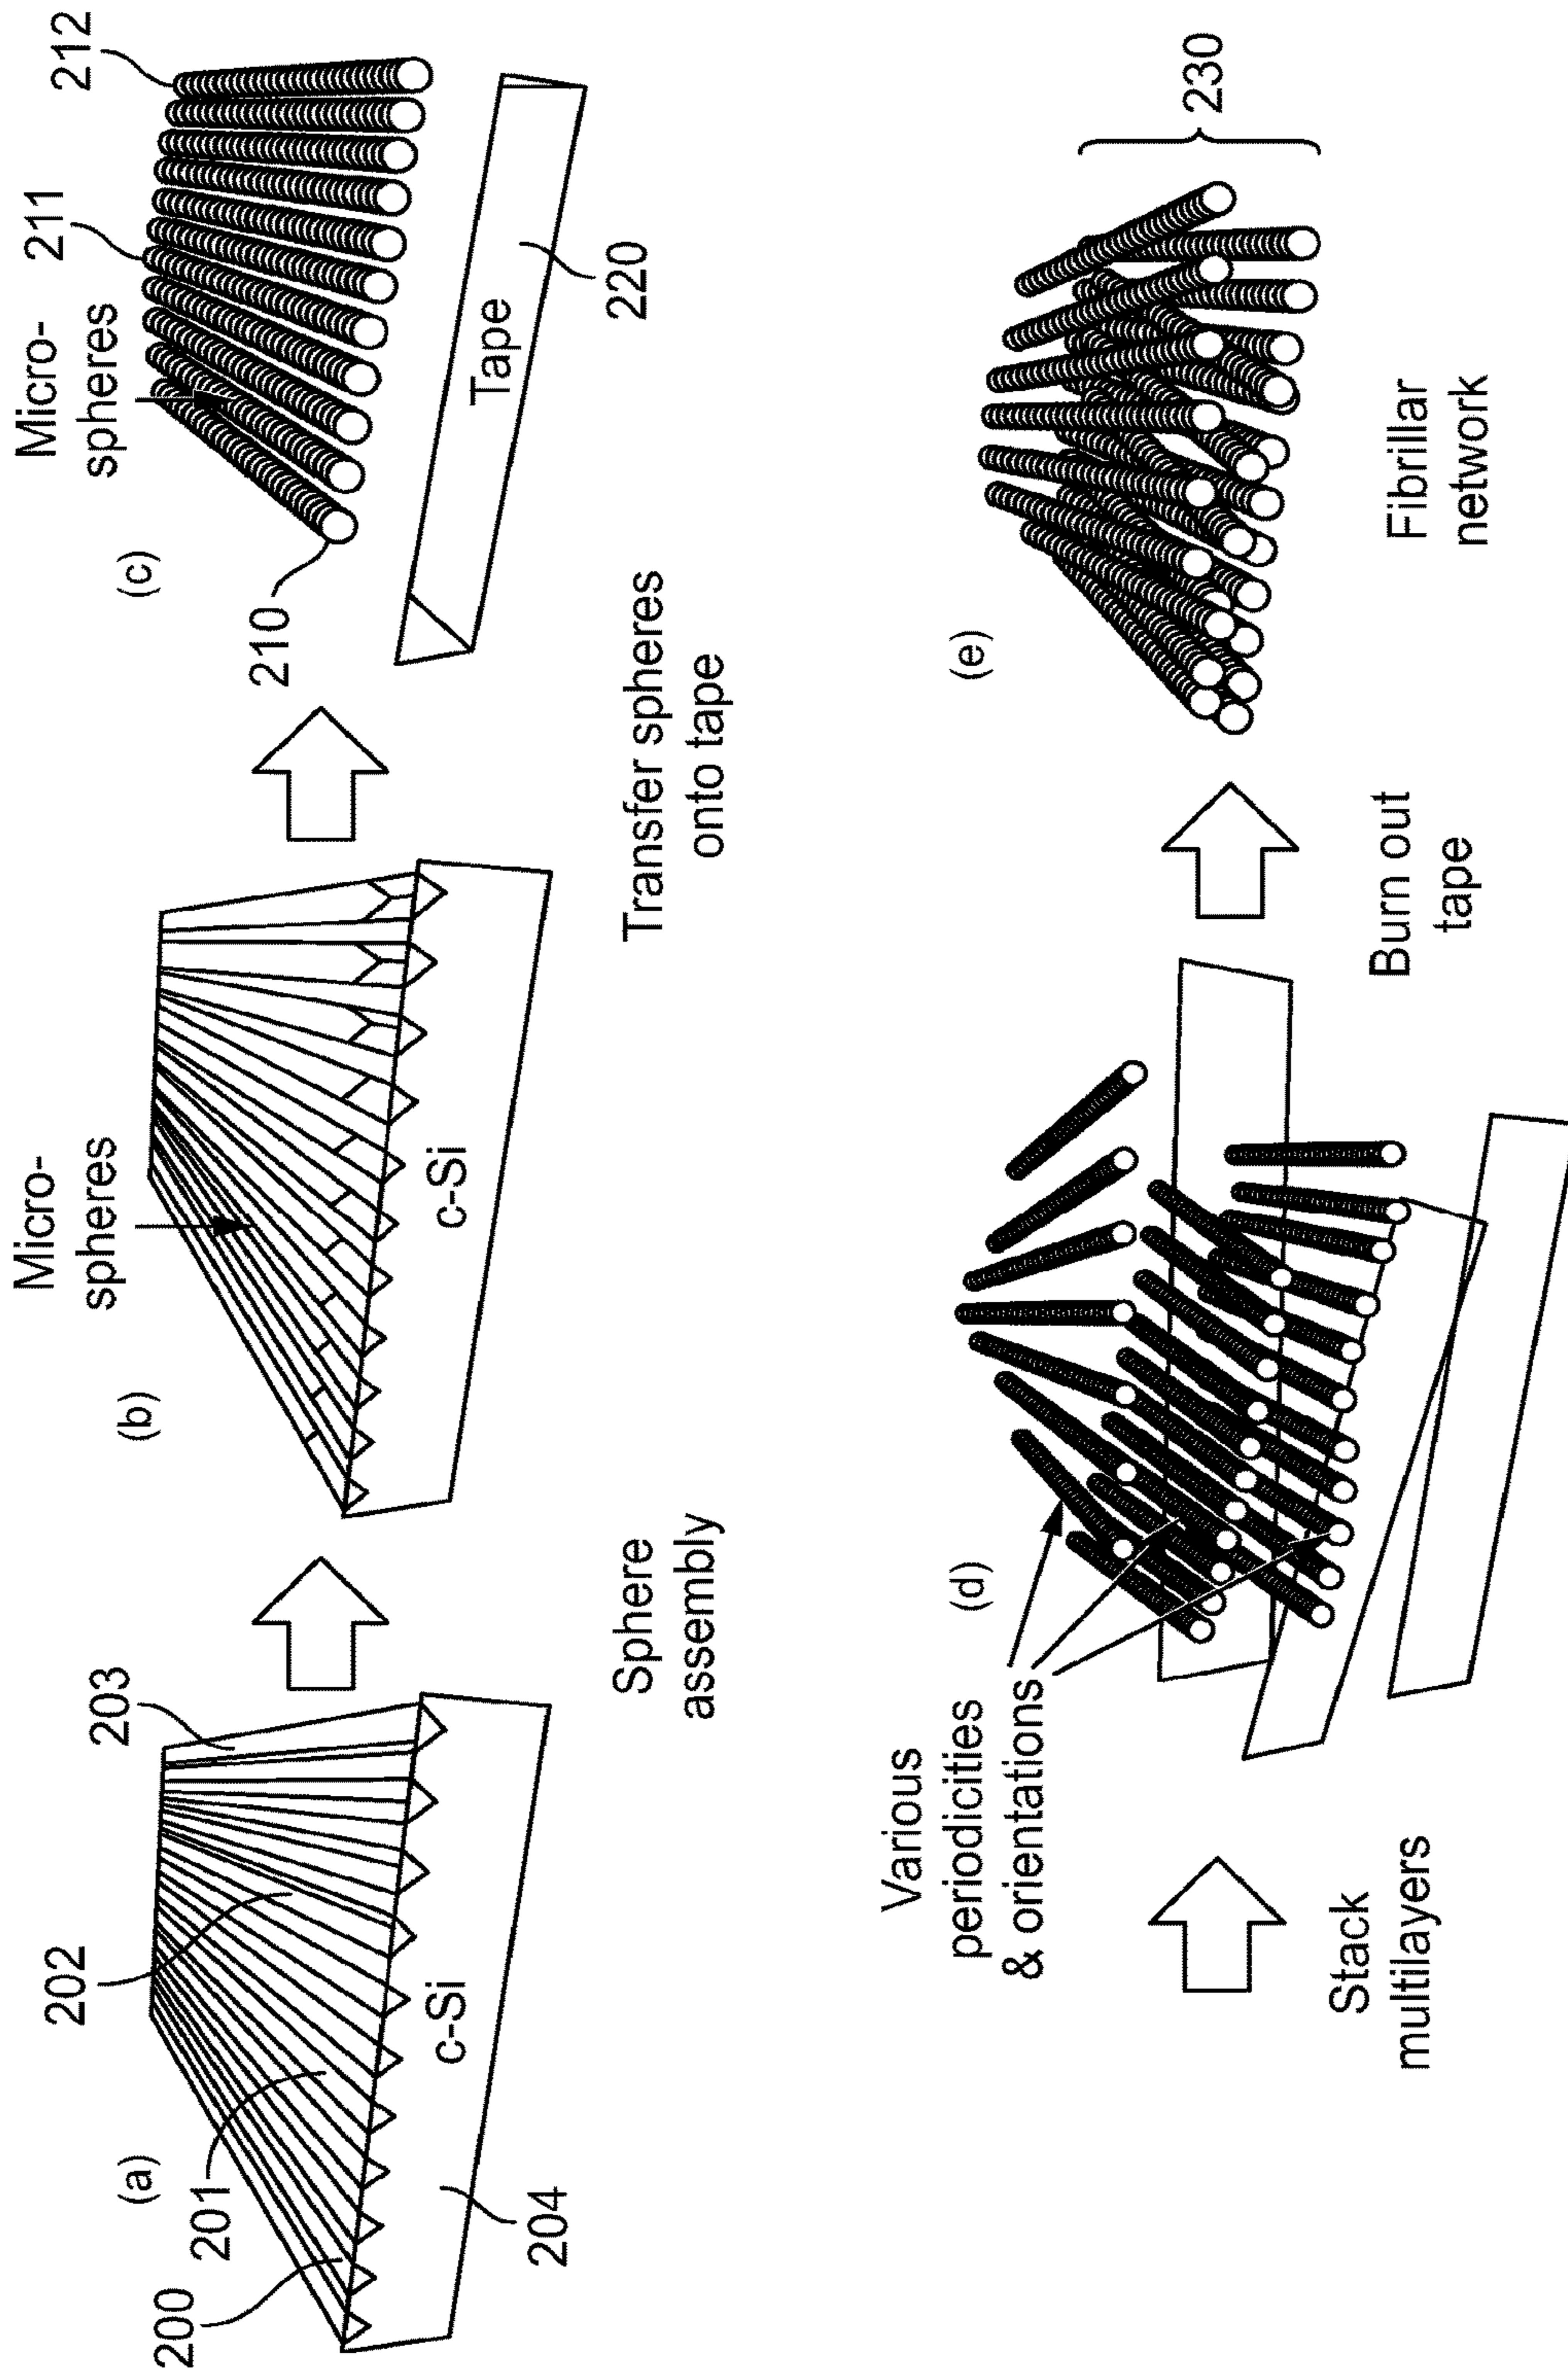 (a)
200
201
202
203
204
c-Si
Sphere
assembly
(b)
Micro-
spheres
c-Si
Transfer spheres
onto tape
(c)
Micro-
spheres
210
211
212
Tape
220
Stack
multilayers
(d)
Various
periodicities
& orientations
Burn out
tape
(e)
230
Fibrillar
network